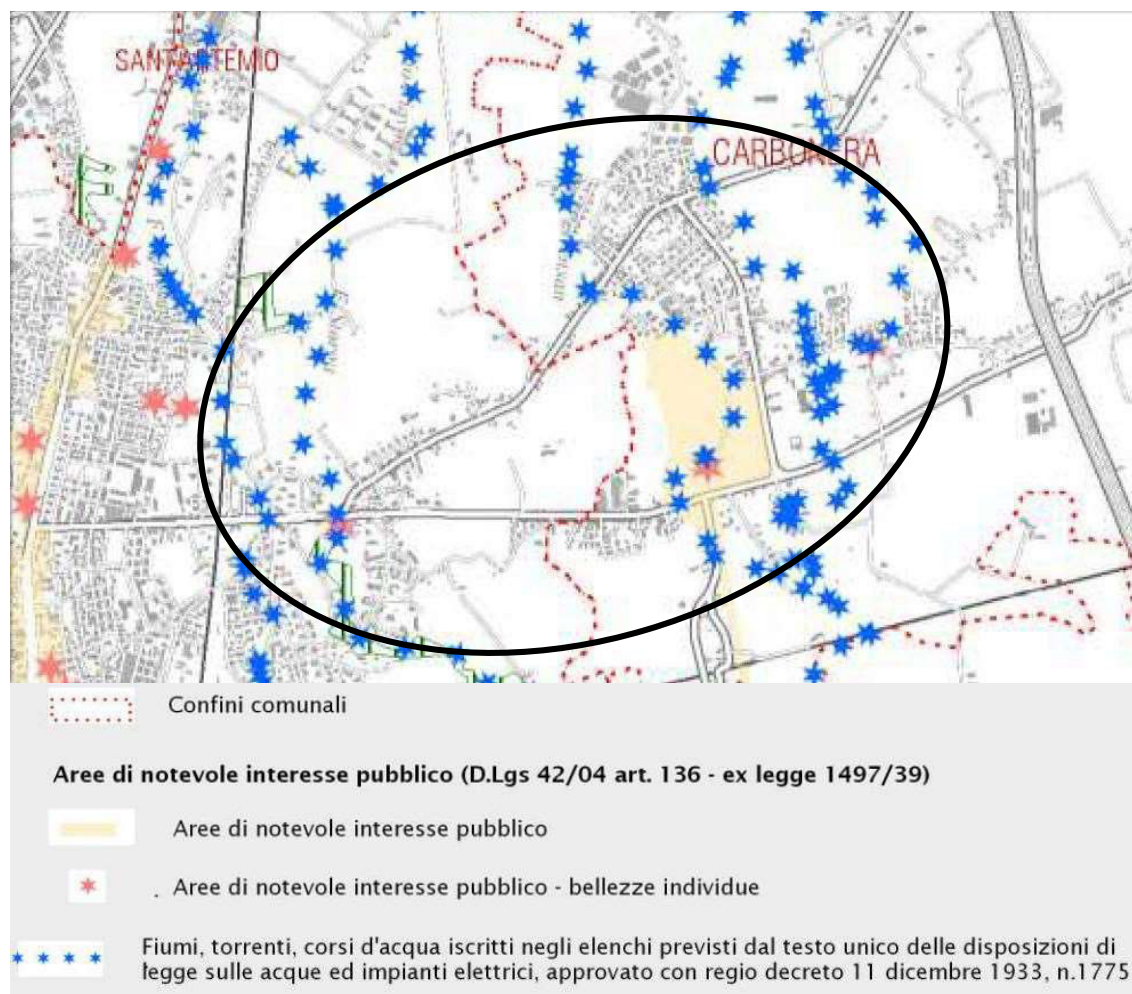 SANT'ARTEMIO
CARBONERA
Confini comunali
Aree di notevole interesse pubblico (D.Lgs 42/04 art. 136 - ex legge 1497/39)
Aree di notevole interesse pubblico
. Aree di notevole interesse pubblico - bellezze individue
Fiumi, torrenti, corsi d'acqua iscritti negli elenchi previsti dal testo unico delle disposizioni di
legge sulle acque ed impianti elettrici, approvato con regio decreto 11 dicembre 1933, n.1775